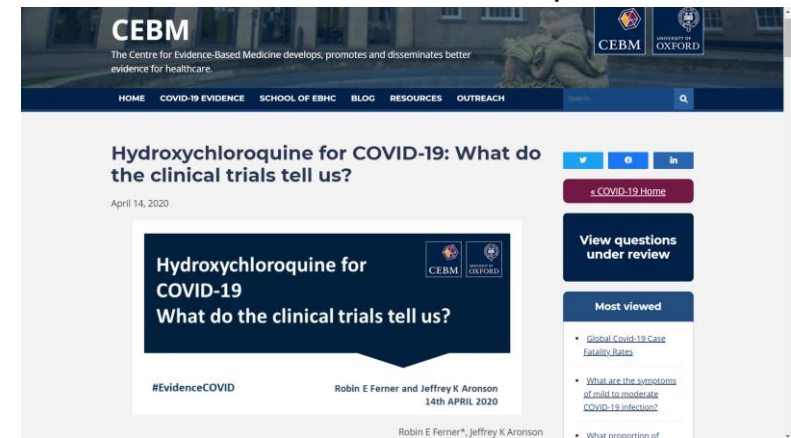 CEBM
The Centre for Evidence-Based Medicine develops, promotes and disseminates better
evidence for healthcare.
CEBM
UNIVERSITY OF
OXFORD
HOME COVID-19 EVIDENCE SCHOOL OF EBHC BLOG RESOURCES OUTREACH
Search
Hydroxychloroquine for COVID-19: What do
the clinical trials tell us?
April 14, 2020
Hydroxychloroquine for
COVID-19
What do the clinical trials tell us?
CEBM
UNIVERSITY OF
OXFORD
#EvidenceCOVID
Robin E Ferner and Jeffrey K Aronson
14th APRIL 2020
Robin E Ferner*, Jeffrey K Aronson
in
« COVID-19 Home
View questions
under review
Most viewed
Global Covid-19 Case
Fatality Rates
What are the symptoms
of mild to moderate
COVID-19 infection?
What proportion of